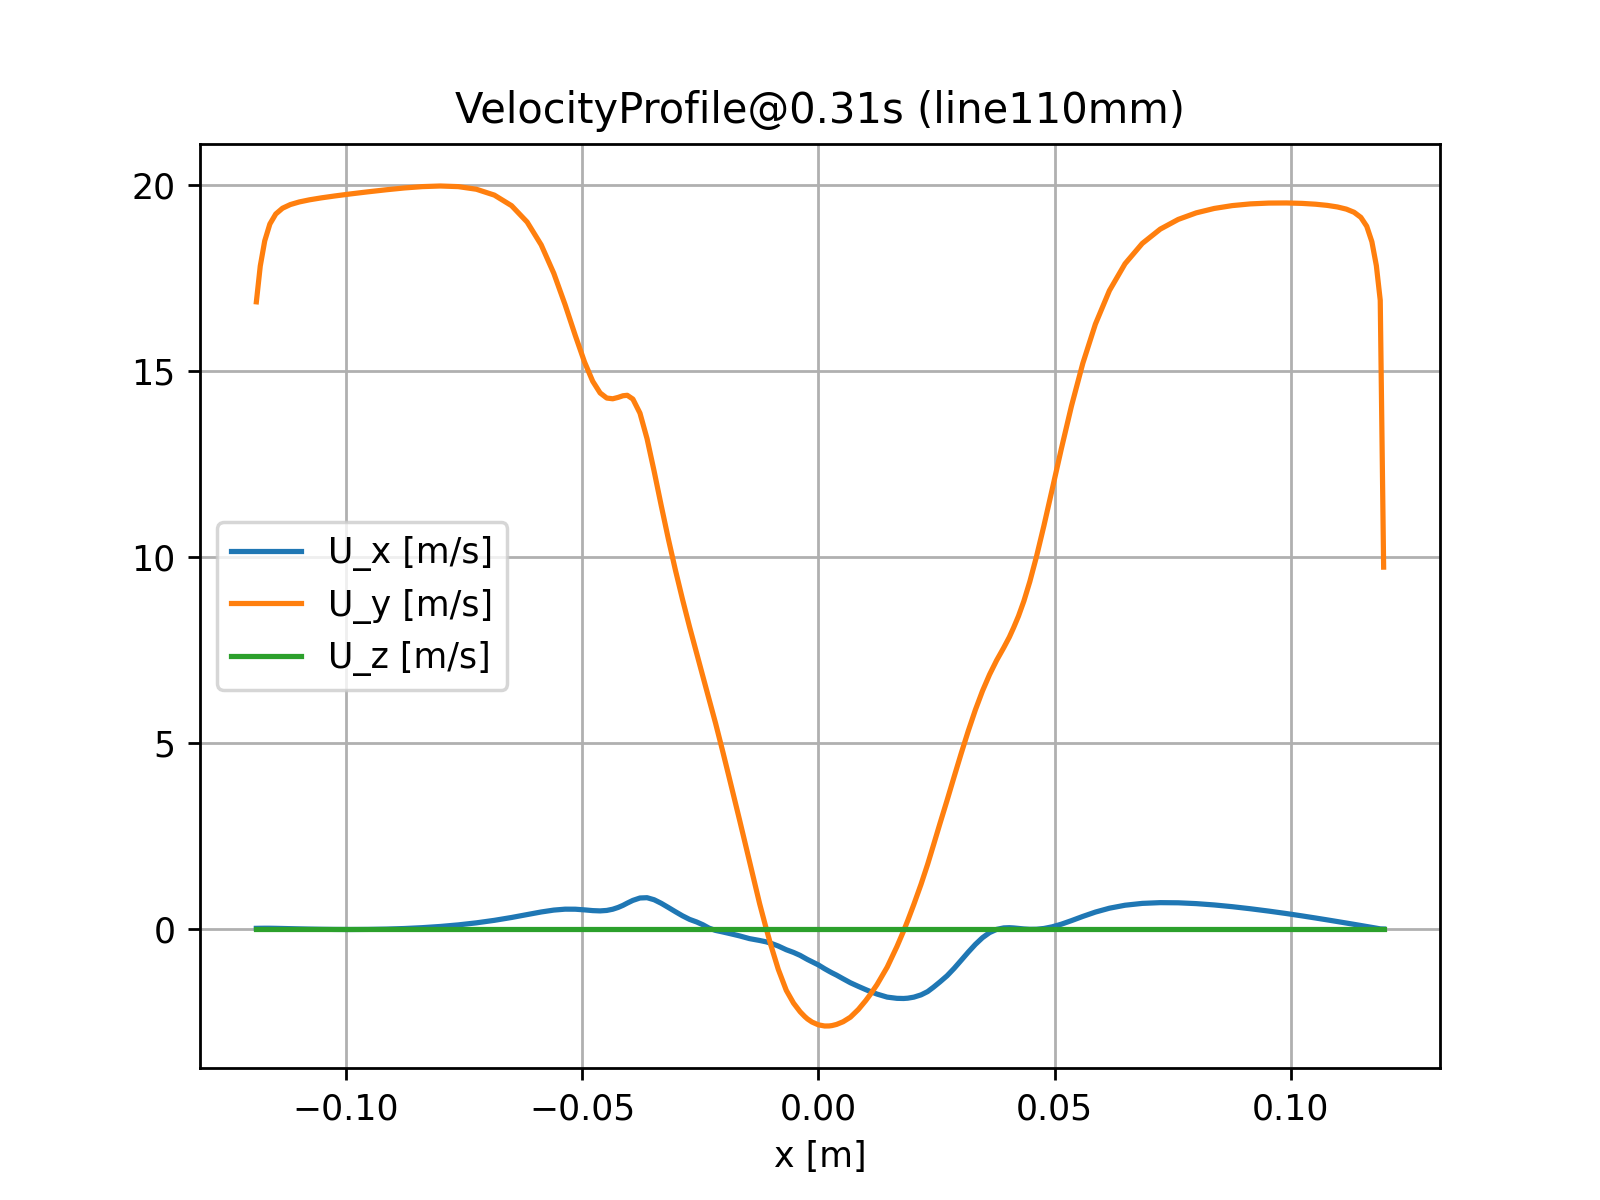 VelocityProfile@0.31s (line110mm)
20
15
10
5
0
U_x [m/s]
U_y [m/s]
U_z [m/s]
−0.10 −0.05 0.00 0.05 0.10
x [m]